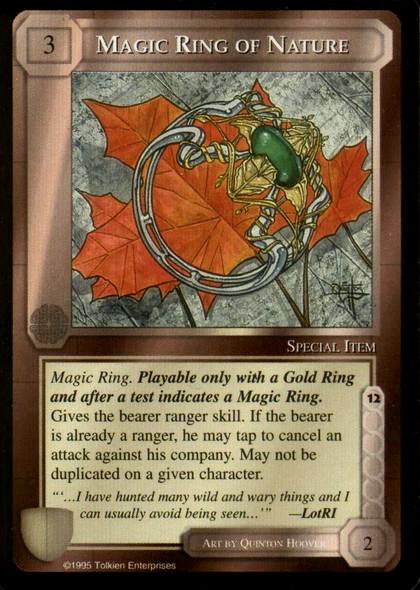 3
MAGIC RING OF NATURE
SPECIAL ITEM
Magic Ring. Playable only with a Gold Ring
and after a test indicates a Magic Ring.
Gives the bearer ranger skill. If the bearer
is already a ranger, he may tap to cancel an
attack against his company. May not be
duplicated on a given character.
12
“‘…I have hunted many wild and wary things and I
can usually avoid being seen…’” —LotRI
ART BY QUINTON HOOVER
2
©1995 Tolkien Enterprises